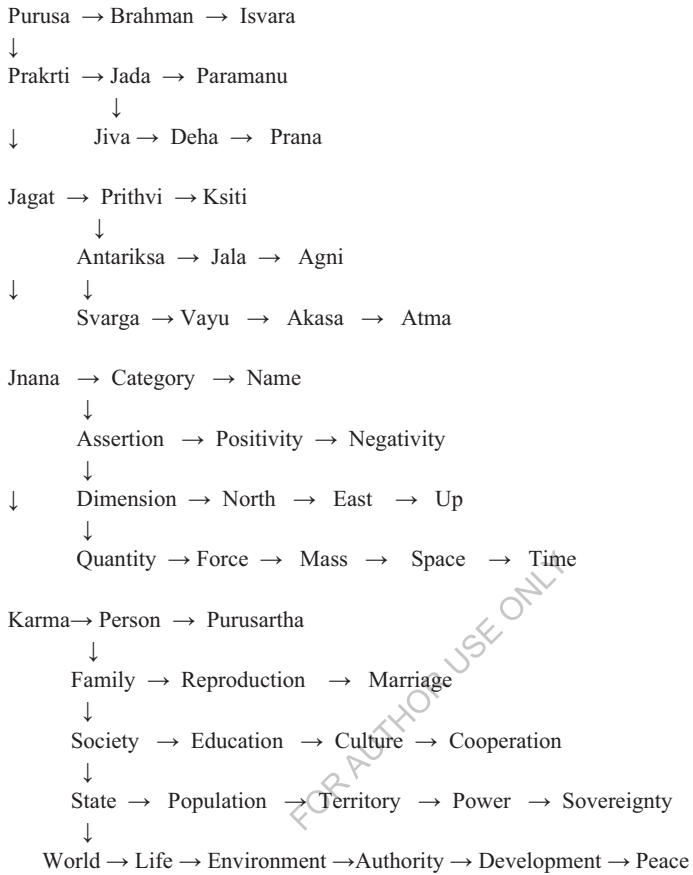 Purusa → Brahman → Isvara
↓
Prakrti → Jada → Paramanu
↓
↓ Jiva → Deha → Prana
Jagat → Prithvi → Ksiti
↓
Antariksa → Jala → Agni
↓ ↓
Svarga → Vayu → Akasa → Atma
Jnana → Category → Name
↓
Assertion → Positivity → Negativity
↓
↓ Dimension → North → East → Up
↓
Quantity → Force → Mass → Space → Time
Karma→ Person → Purusartha
↓
Family → Reproduction → Marriage
↓
Society → Education → Culture → Cooperation
↓
State → Population → Territory → Power → Sovereignty
↓
World → Life → Environment →Authority → Development → Peace
FOR AUTHOR USE ONLY